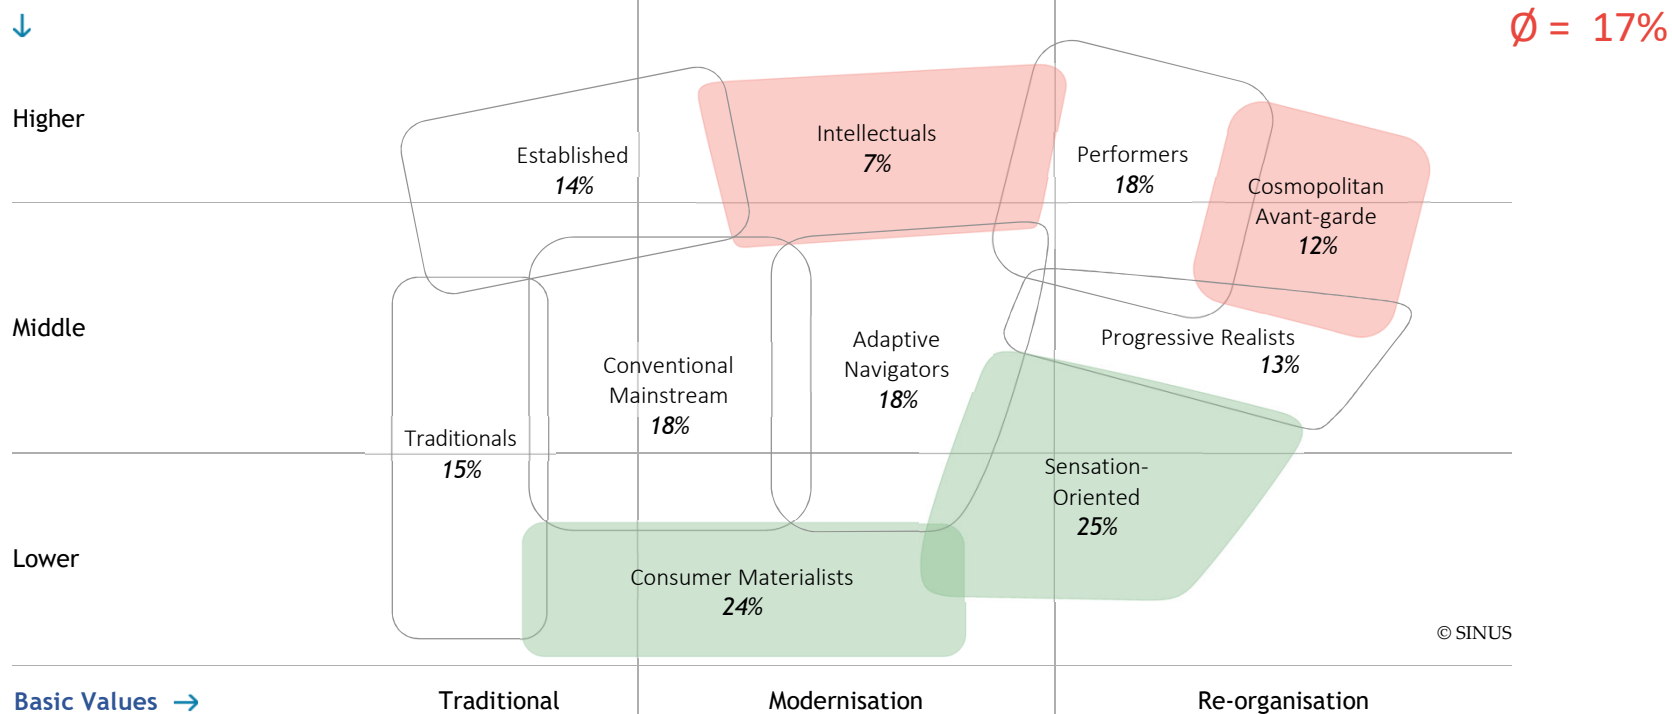 ↓
Ø = 17%
Higher
Established
14%
Intellectuals
7%
Performers
18%
Cosmopolitan
Avant-garde
12%
Middle
Traditionals
15%
Conventional
Mainstream
18%
Adaptive
Navigators
18%
Progressive Realists
13%
Lower
Consumer Materialists
24%
Sensation-
Oriented
25%
© SINUS
Basic Values →
Traditional
Modernisation
Re-organisation